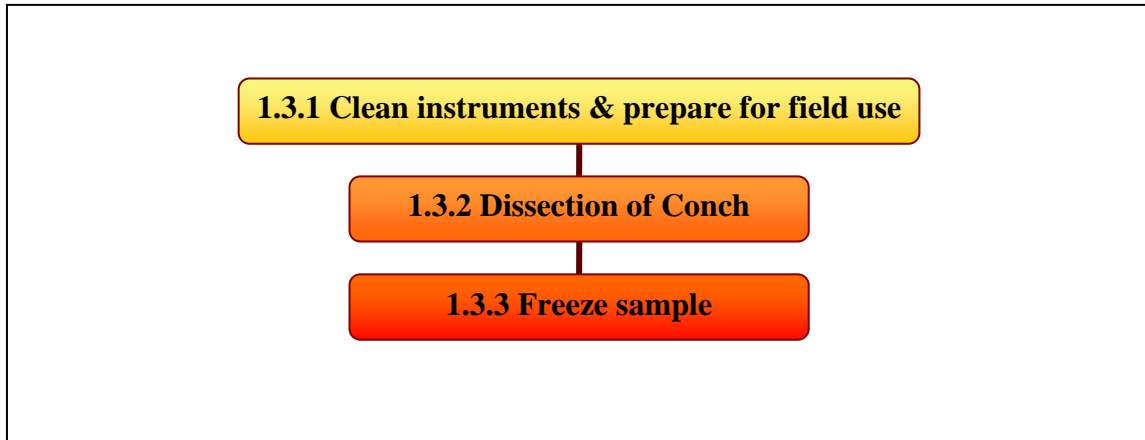 1.3.1 Clean instruments & prepare for field use
1.3.2 Dissection of Conch
1.3.3 Freeze sample